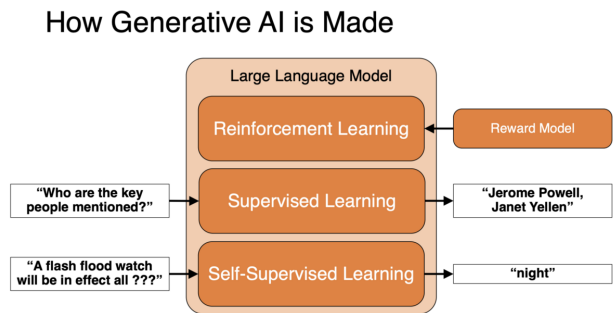 How Generative AI is Made
Large Language Model
Reinforcement Learning
Reward Model
“Who are the key
people mentioned?”
Supervised Learning
“Jerome Powell,
Janet Yellen”
“A flash flood watch
will be in effect all ???”
Self-Supervised Learning
“night”